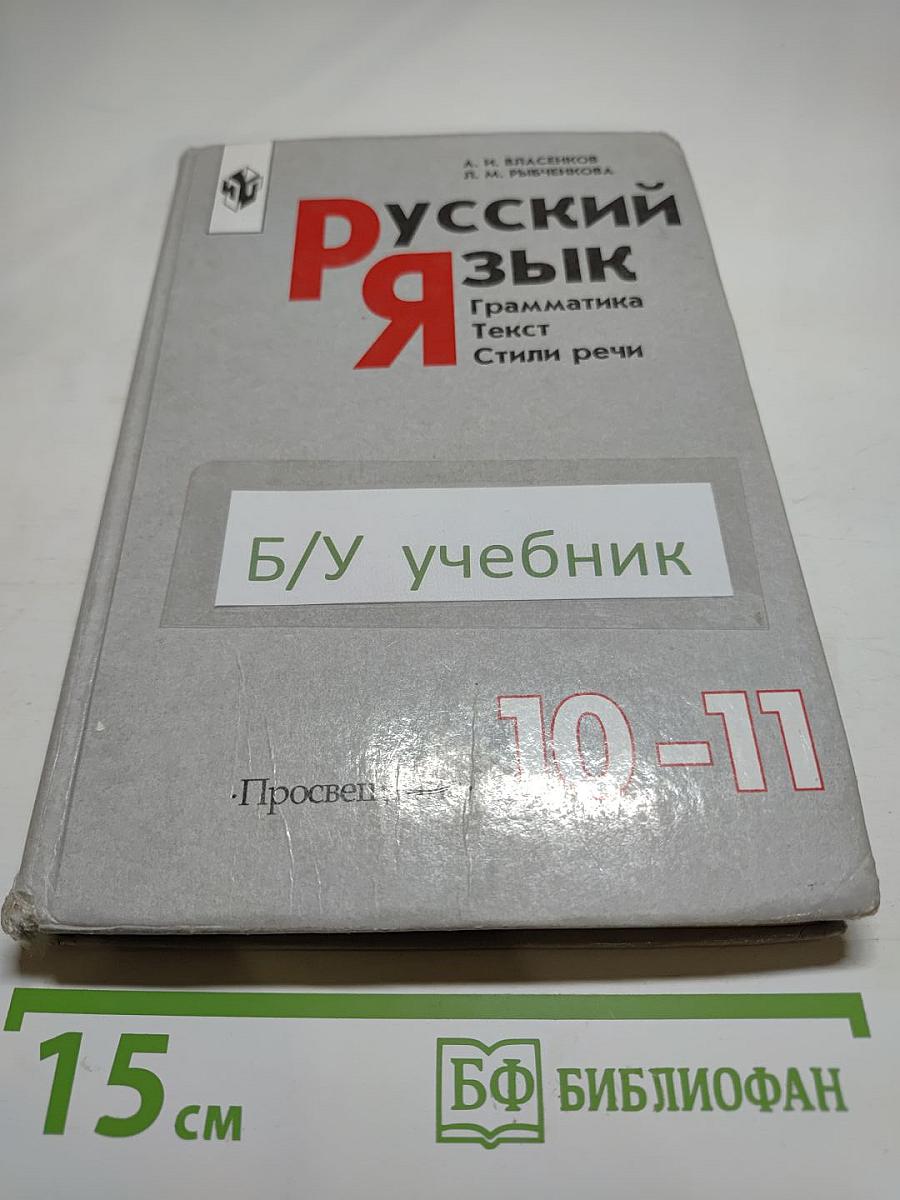 А. И. ВЛАСЕНКОВ
Л. М. РЫБЧЕНКОВА
Русский
Язык
Грамматика
Текст
Стили речи
Б/У учебник
10-11
15 см
БФ БИБЛИОФАН